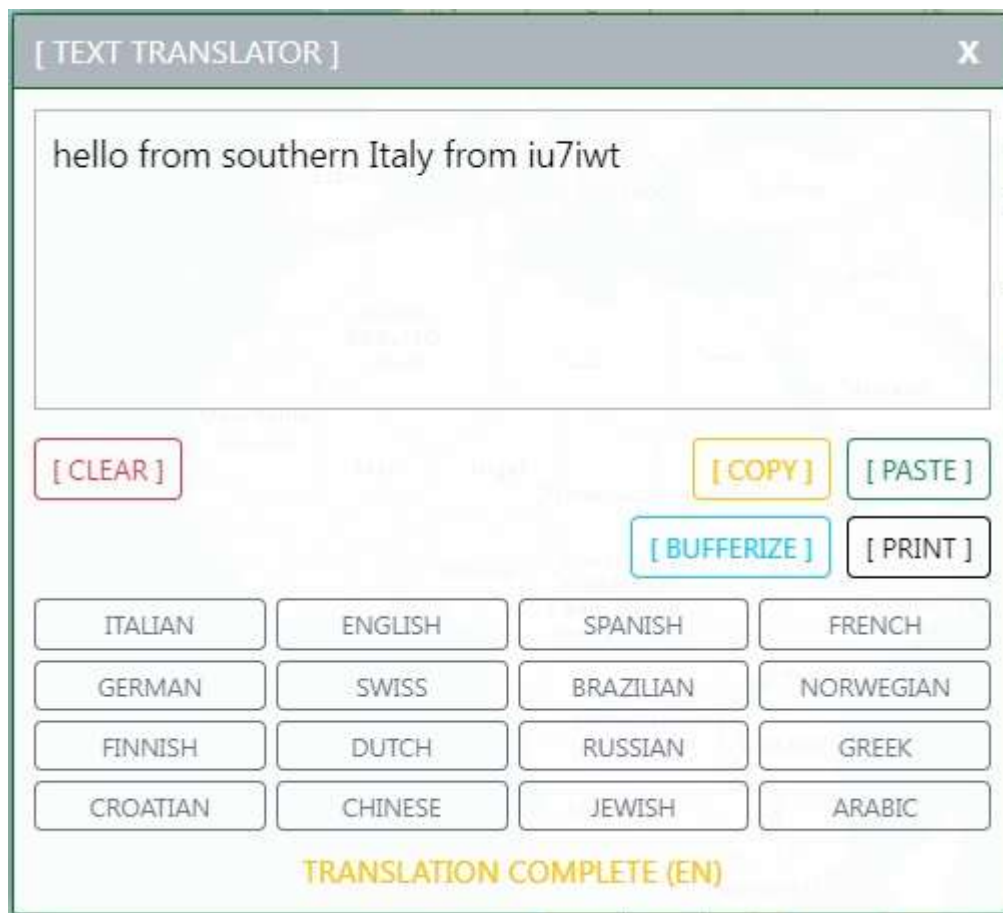 [ TEXT TRANSLATOR ] X
hello from southern Italy from iu7iwt
[ CLEAR ] [ COPY ] [ PASTE ]
[ BUFFERIZE ] [ PRINT ]
ITALIAN ENGLISH SPANISH FRENCH
GERMAN SWISS BRAZILIAN NORWEGIAN
FINNISH DUTCH RUSSIAN GREEK
CROATIAN CHINESE JEWISH ARABIC
TRANSLATION COMPLETE (EN)